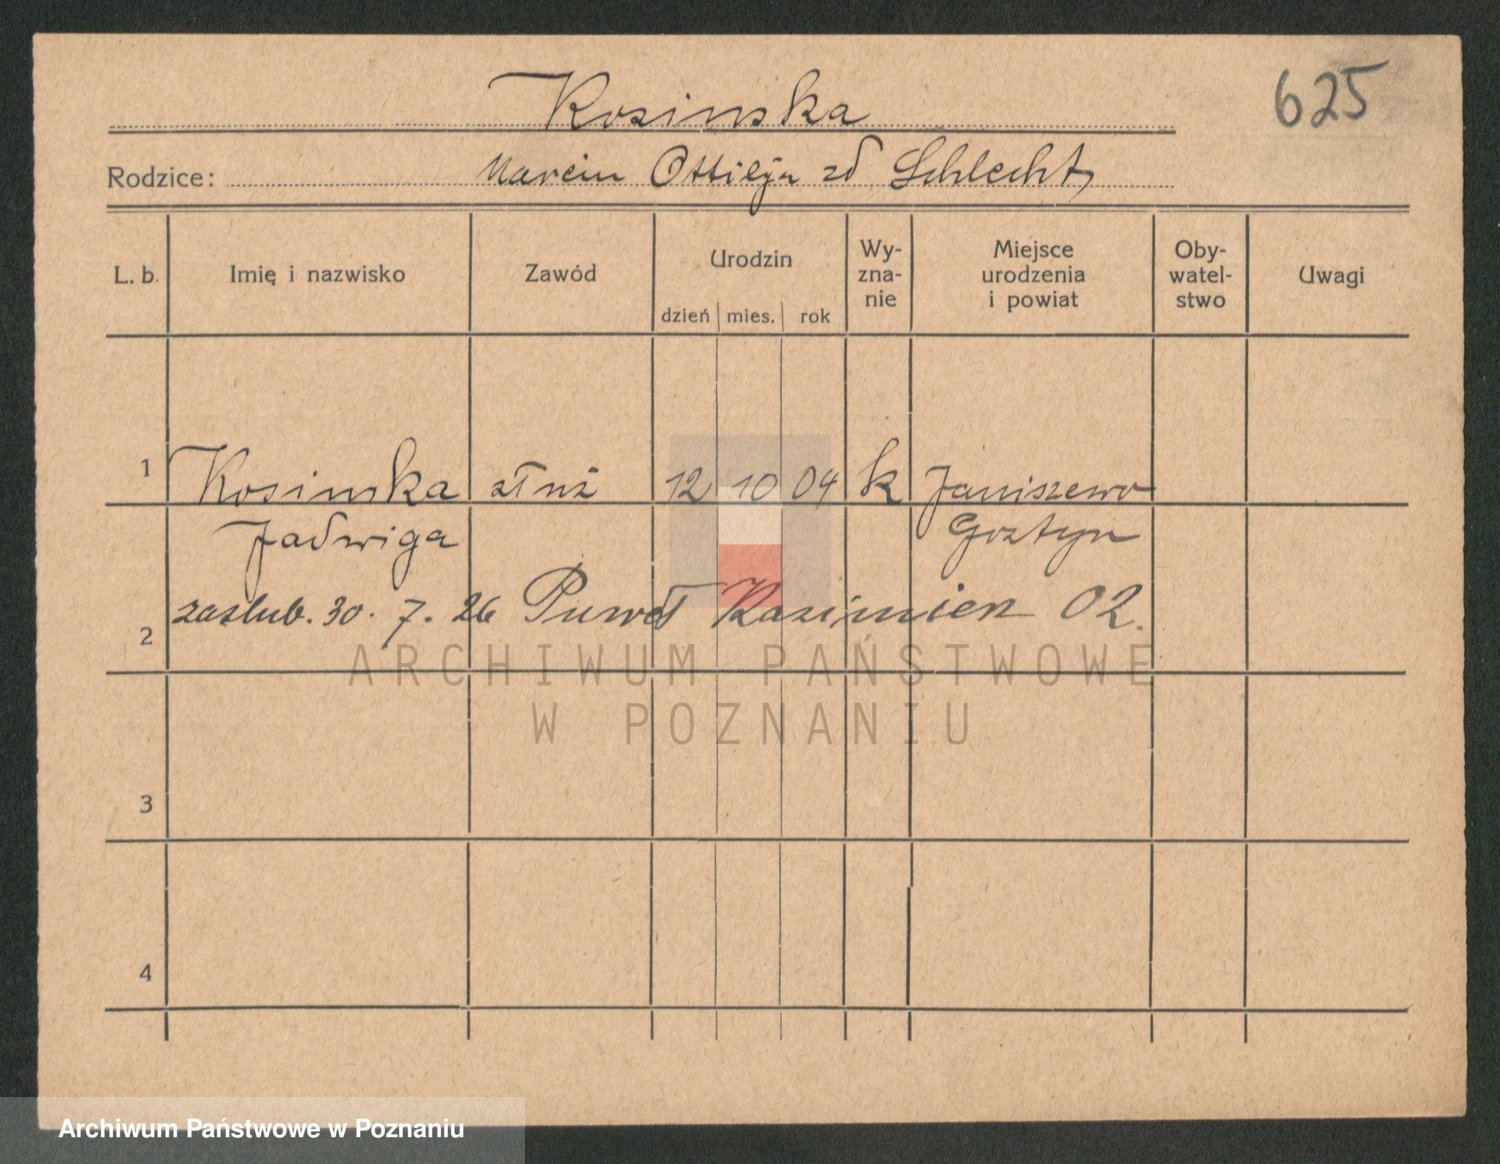 625
Kosinska
Rodzice: Marcin Ottilja zd Schlecht
L. b. Imię i nazwisko Zawód Urodzin dzień mies. rok Wy-zna-nie Miejsce urodzenia i powiat Oby-watel-stwo Uwagi
1 Kosinska 12 10 04 k Janiszewo
Jadwiga Gostyn
2 zaslub. 30. 7. 26 Kazimierz 02.
ARCHIWUM PAŃSTWOWE
W POZNANIU
3
4
Archiwum Państwowe w Poznaniu